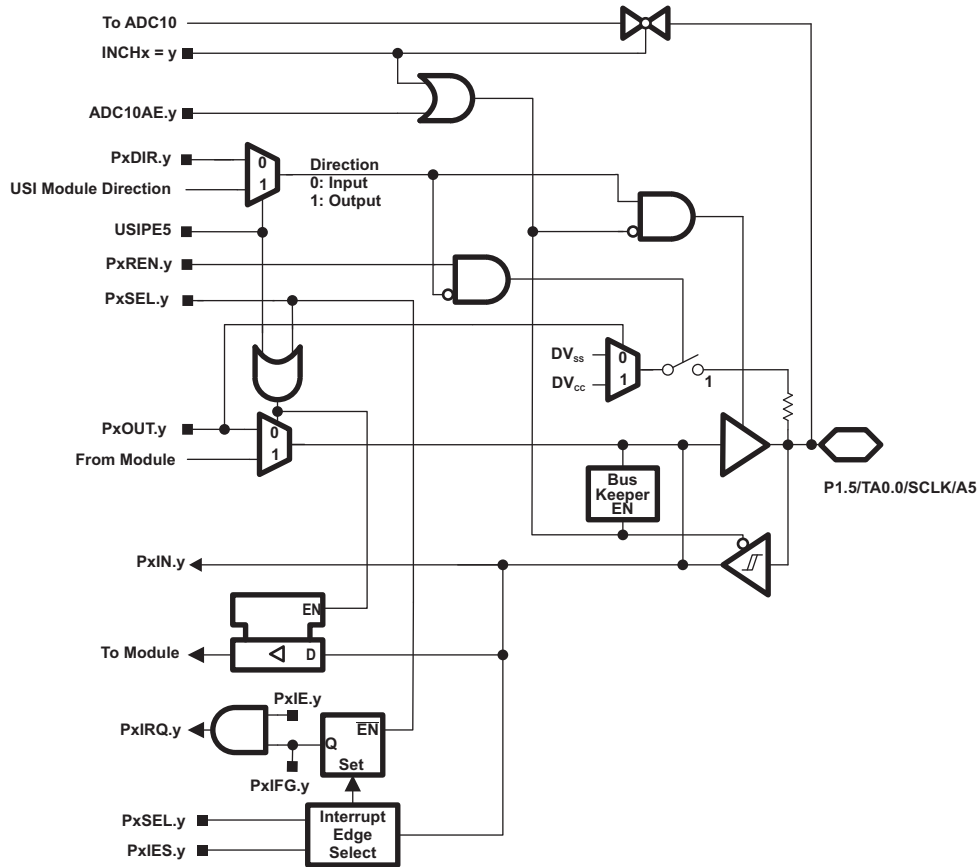 To ADC10
INCHx = y
ADC10AE.y
PxDIR.y
0
1
USI Module Direction
Direction
0: Input
1: Output
USIPE5
PxREN.y
PxSEL.y
DVSS
0
DVCC
1
1
PxOUT.y
0
From Module
1
Bus
Keeper
EN
P1.5/TA0.0/SCLK/A5
PxIN.y
EN
To Module
D
PxIE.y
PxIRQ.y
Q
EN
Set
PxIFG.y
PxSEL.y
PxIES.y
Interrupt
Edge
Select